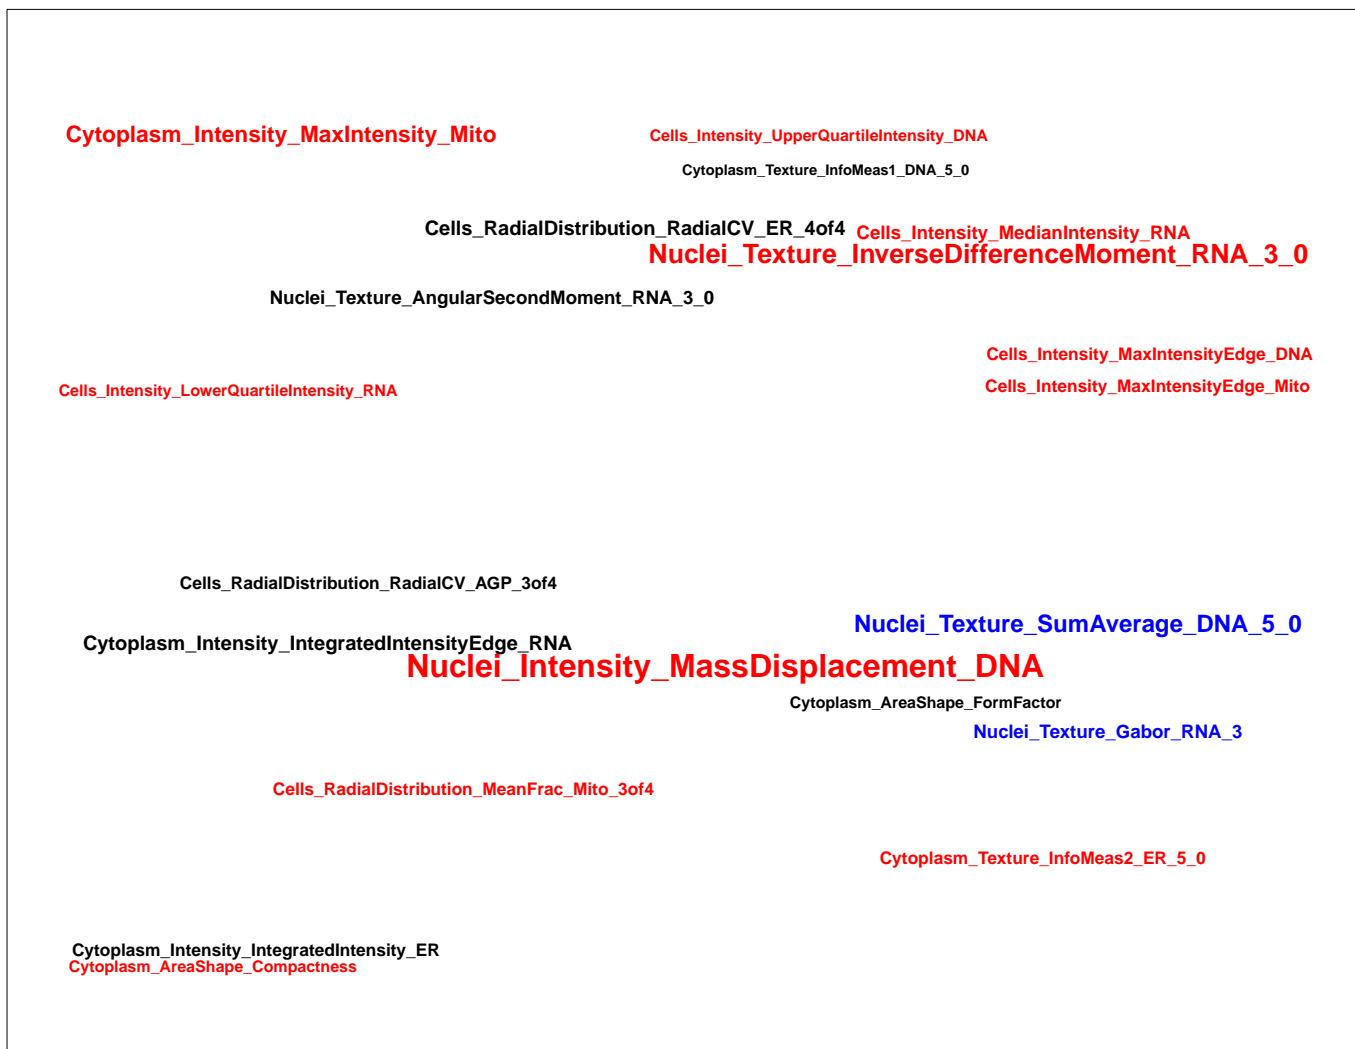 Cytoplasm_Intensity_MaxIntensity_Mito
Cells_Intensity_UpperQuartileIntensity_DNA
Cytoplasm_Texture_InfoMeas1_DNA_5_0
Cells_RadialDistribution_RadialCV_ER_4of4
Cells_Intensity_MedianIntensity_RNA
Nuclei_Texture_InverseDifferenceMoment_RNA_3_0
Nuclei_Texture_AngularSecondMoment_RNA_3_0
Cells_Intensity_MaxIntensityEdge_DNA
Cells_Intensity_MaxIntensityEdge_Mito
Cells_Intensity_LowerQuartileIntensity_RNA
Cells_RadialDistribution_RadialCV_AGP_3of4
Nuclei_Texture_SumAverage_DNA_5_0
Cytoplasm_Intensity_IntegratedIntensityEdge_RNA
Nuclei_Intensity_MassDisplacement_DNA
Cytoplasm_AreaShape_FormFactor
Nuclei_Texture_Gabor_RNA_3
Cells_RadialDistribution_MeanFrac_Mito_3of4
Cytoplasm_Texture_InfoMeas2_ER_5_0
Cytoplasm_Intensity_IntegratedIntensity_ER
Cytoplasm_AreaShape_Compactness